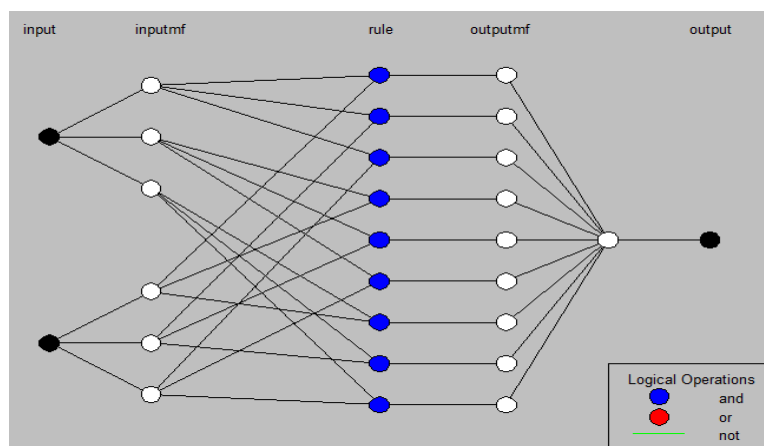 input inputmf rule outputmf output
Logical Operations
and
or
not